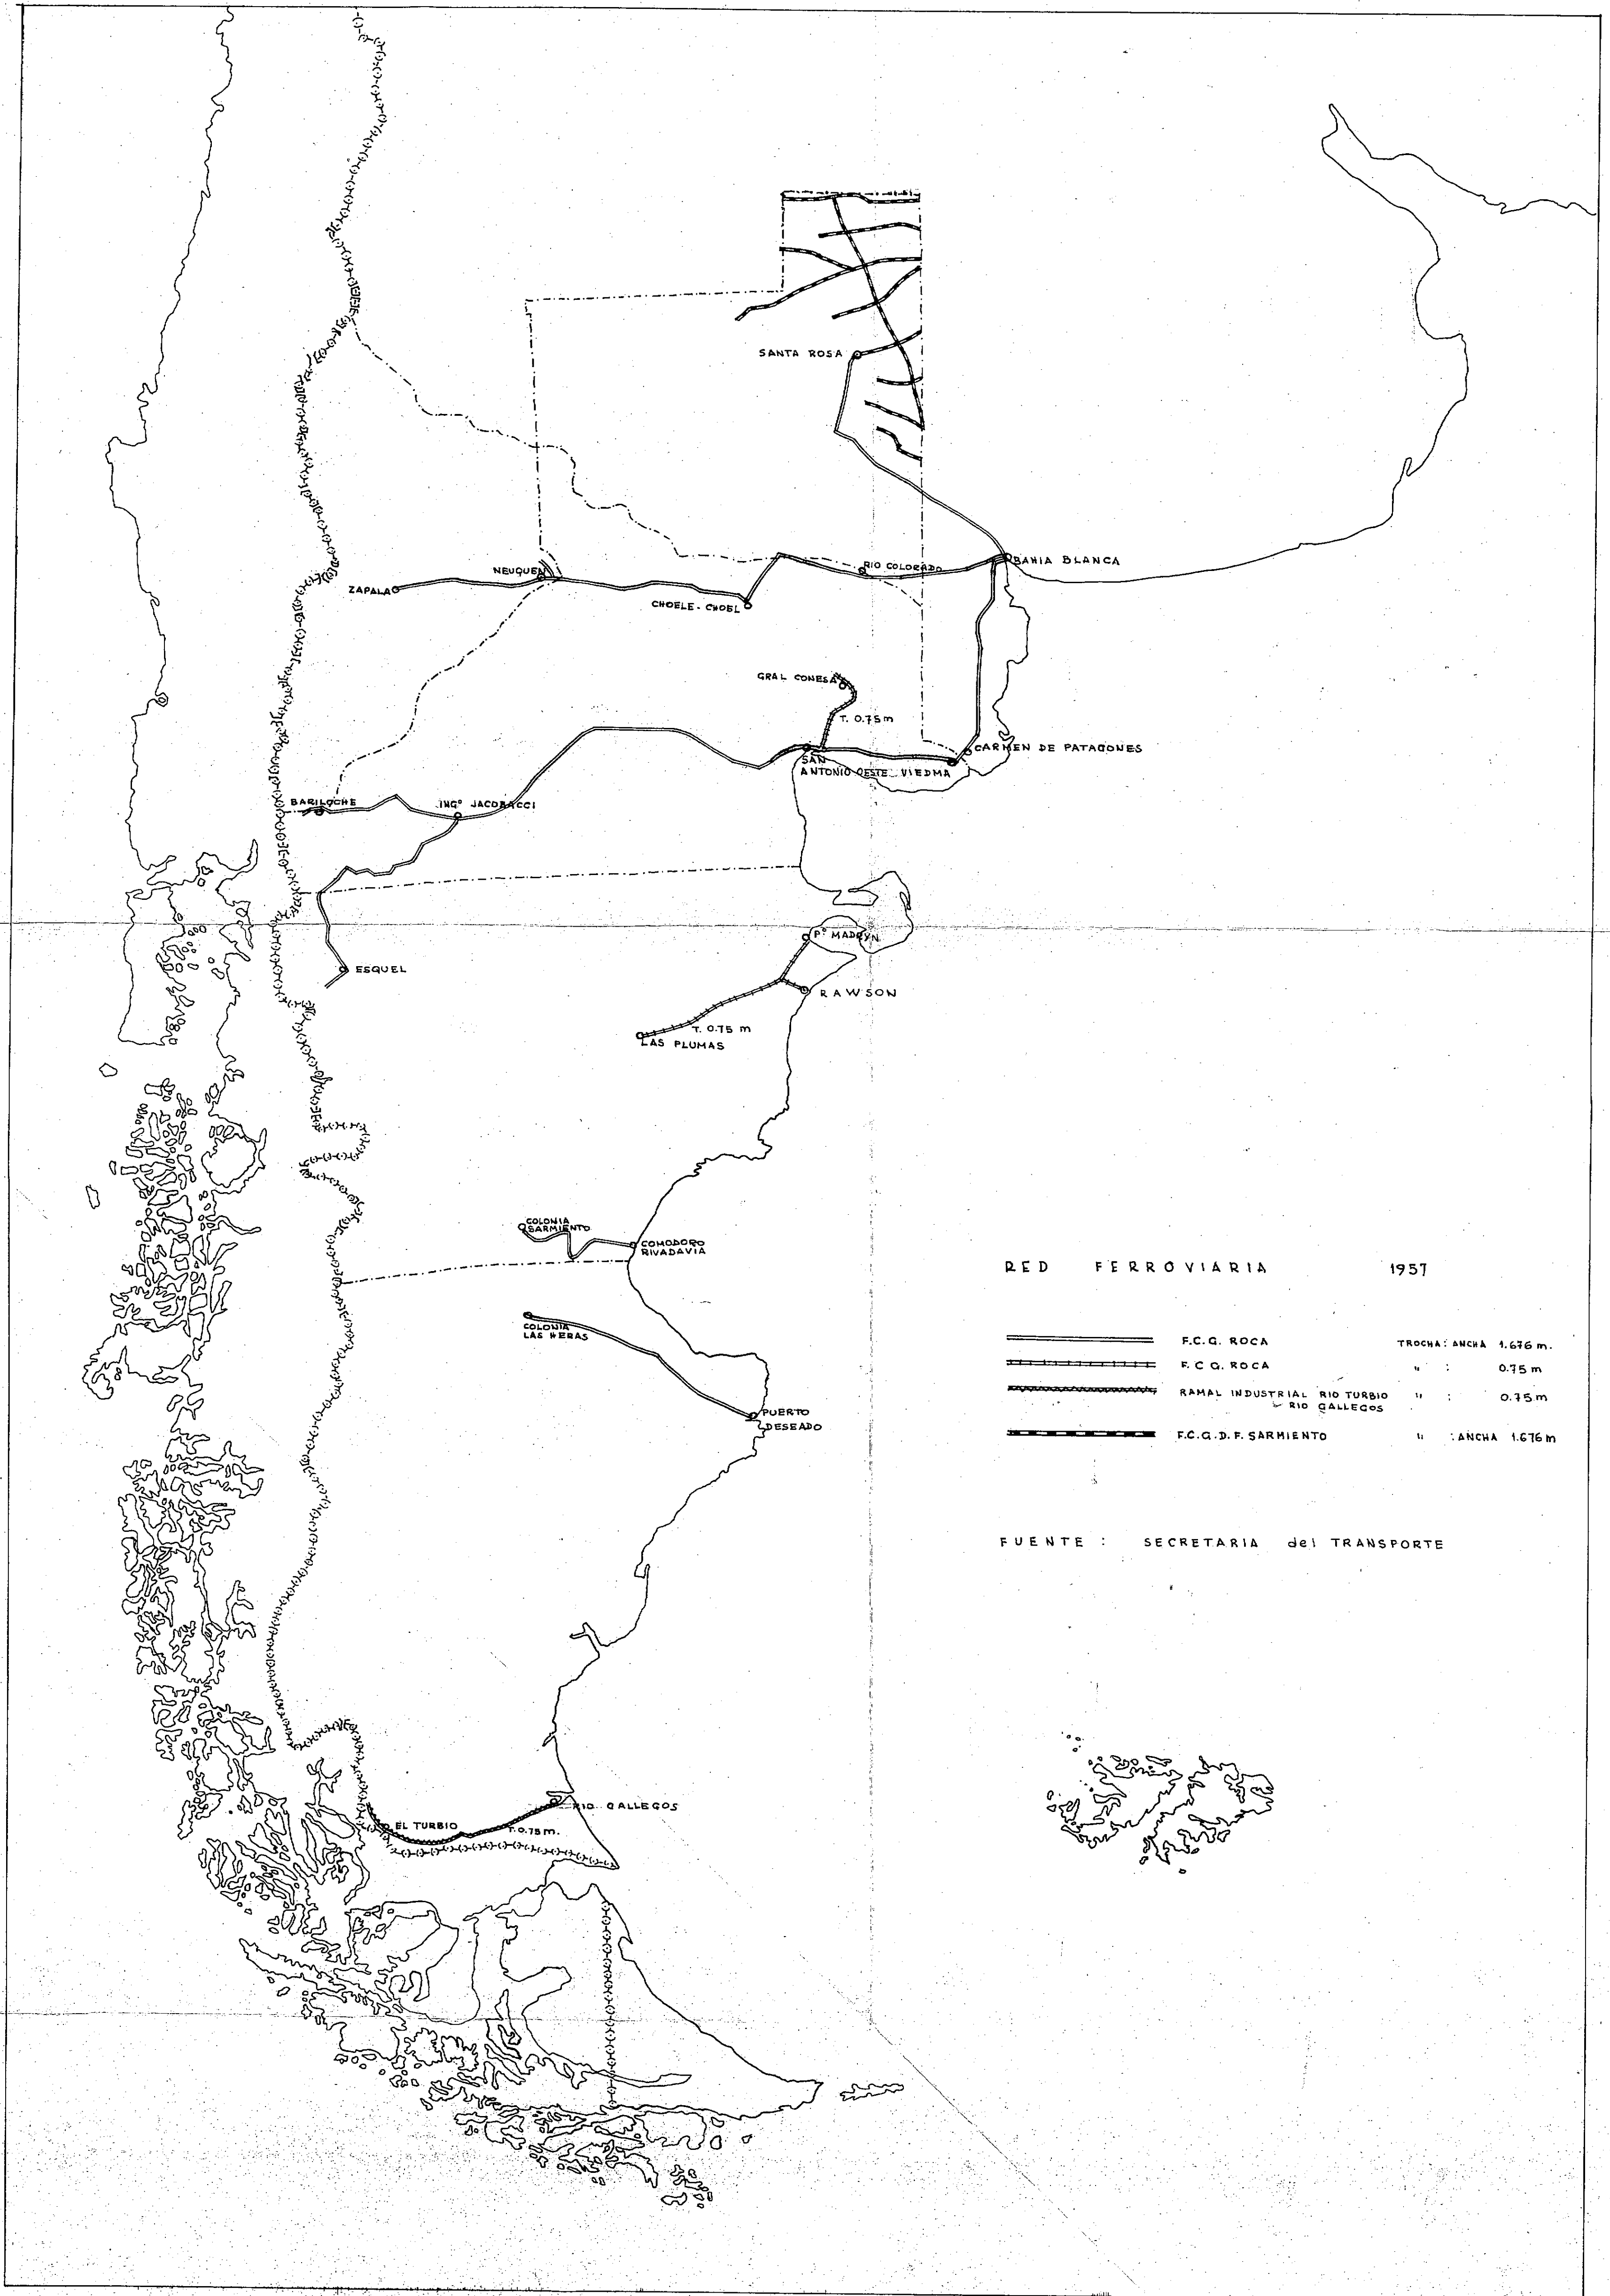 SANTA ROSA
NEUQUEN
ZAPALA
CHOELE-CHOEL
RIO COLORADO
BAHIA BLANCA
GRAL CONESA
T. 0.75 m
CARMEN DE PATAGONES
SAN
ANTONIO OESTE VIEDMA
BARILOCHE
INGº JACOBACCI
Pº MADRYN
ESQUEL
RAWSON
T. 0.75 m
LAS PLUMAS
COLONIA
SARMIENTO
COMODORO
RIVADAVIA
COLONIA
LAS HERAS
PUERTO
DESEADO
RED FERROVIARIA 1957
F.C.G. ROCA TROCHA: ANCHA 1.676 m.
F.C G. ROCA " : 0.75 m
RAMAL INDUSTRIAL RIO TURBIO " : 0.75 m
- RIO GALLEGOS
F.C.G.D.F. SARMIENTO " : ANCHA 1.676 m
FUENTE : SECRETARIA del TRANSPORTE
RIO GALLEGOS
EL TURBIO
T. 0.75 m.